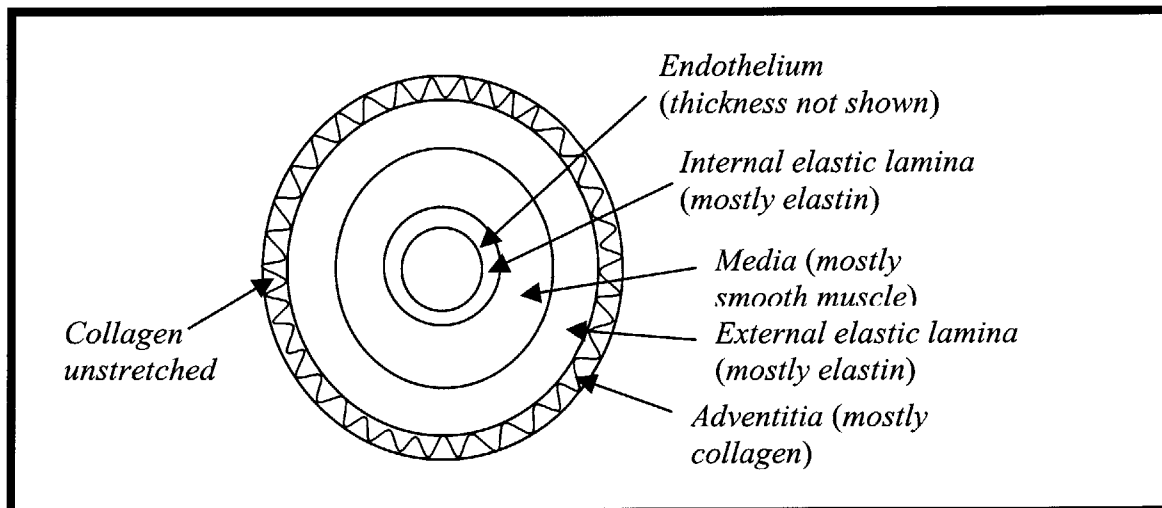 Endothelium
(thickness not shown)
Internal elastic lamina
(mostly elastin)
Media (mostly
smooth muscle)
External elastic lamina
(mostly elastin)
Adventitia (mostly
collagen)
Collagen
unstretched